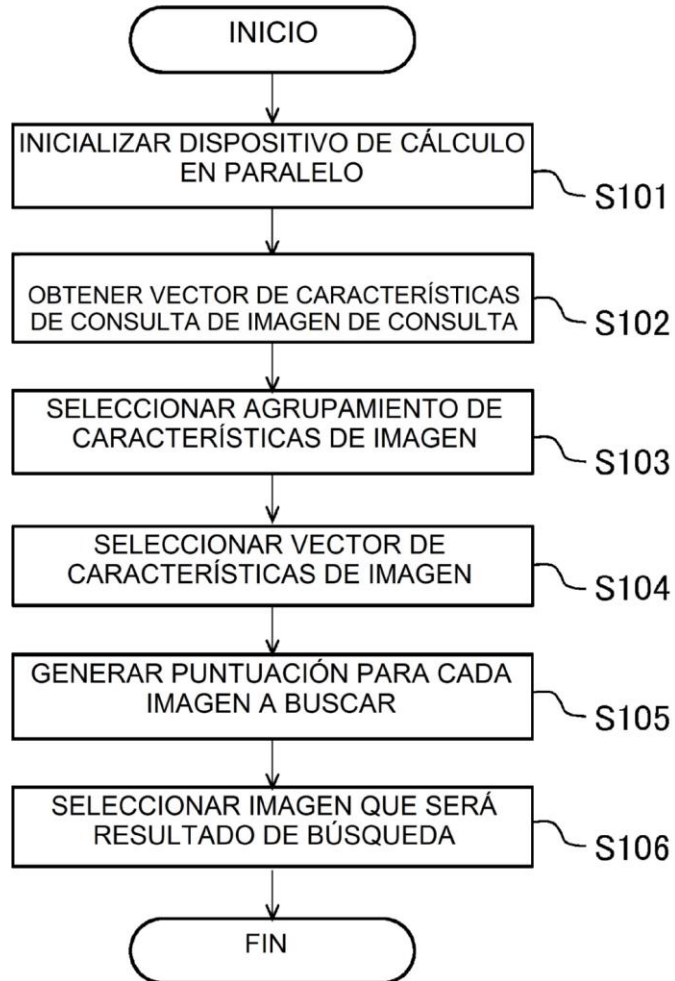 INICIO
INICIALIZAR DISPOSITIVO DE CÁLCULO
EN PARALELO
S101
OBTENER VECTOR DE CARACTERÍSTICAS
DE CONSULTA DE IMAGEN DE CONSULTA
S102
SELECCIONAR AGRUPAMIENTO DE
CARACTERÍSTICAS DE IMAGEN
S103
SELECCIONAR VECTOR DE
CARACTERÍSTICAS DE IMAGEN
S104
GENERAR PUNTUACIÓN PARA CADA
IMAGEN A BUSCAR
S105
SELECCIONAR IMAGEN QUE SERÁ
RESULTADO DE BÚSQUEDA
S106
FIN